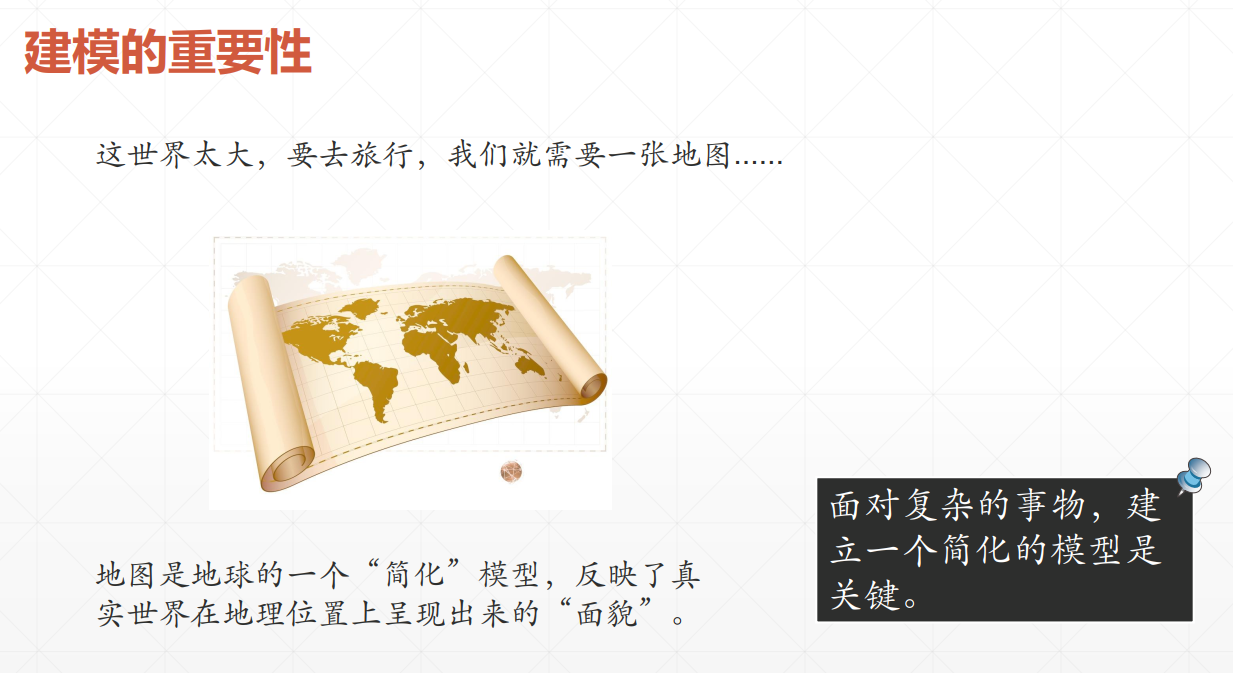 建模的重要性
这世界太大，要去旅行，我们就需要一张地图......
地图是地球的一个“简化”模型，反映了真
实世界在地理位置上呈现出来的“面貌”。
面对复杂的事物，建
立一个简化的模型是
关键。